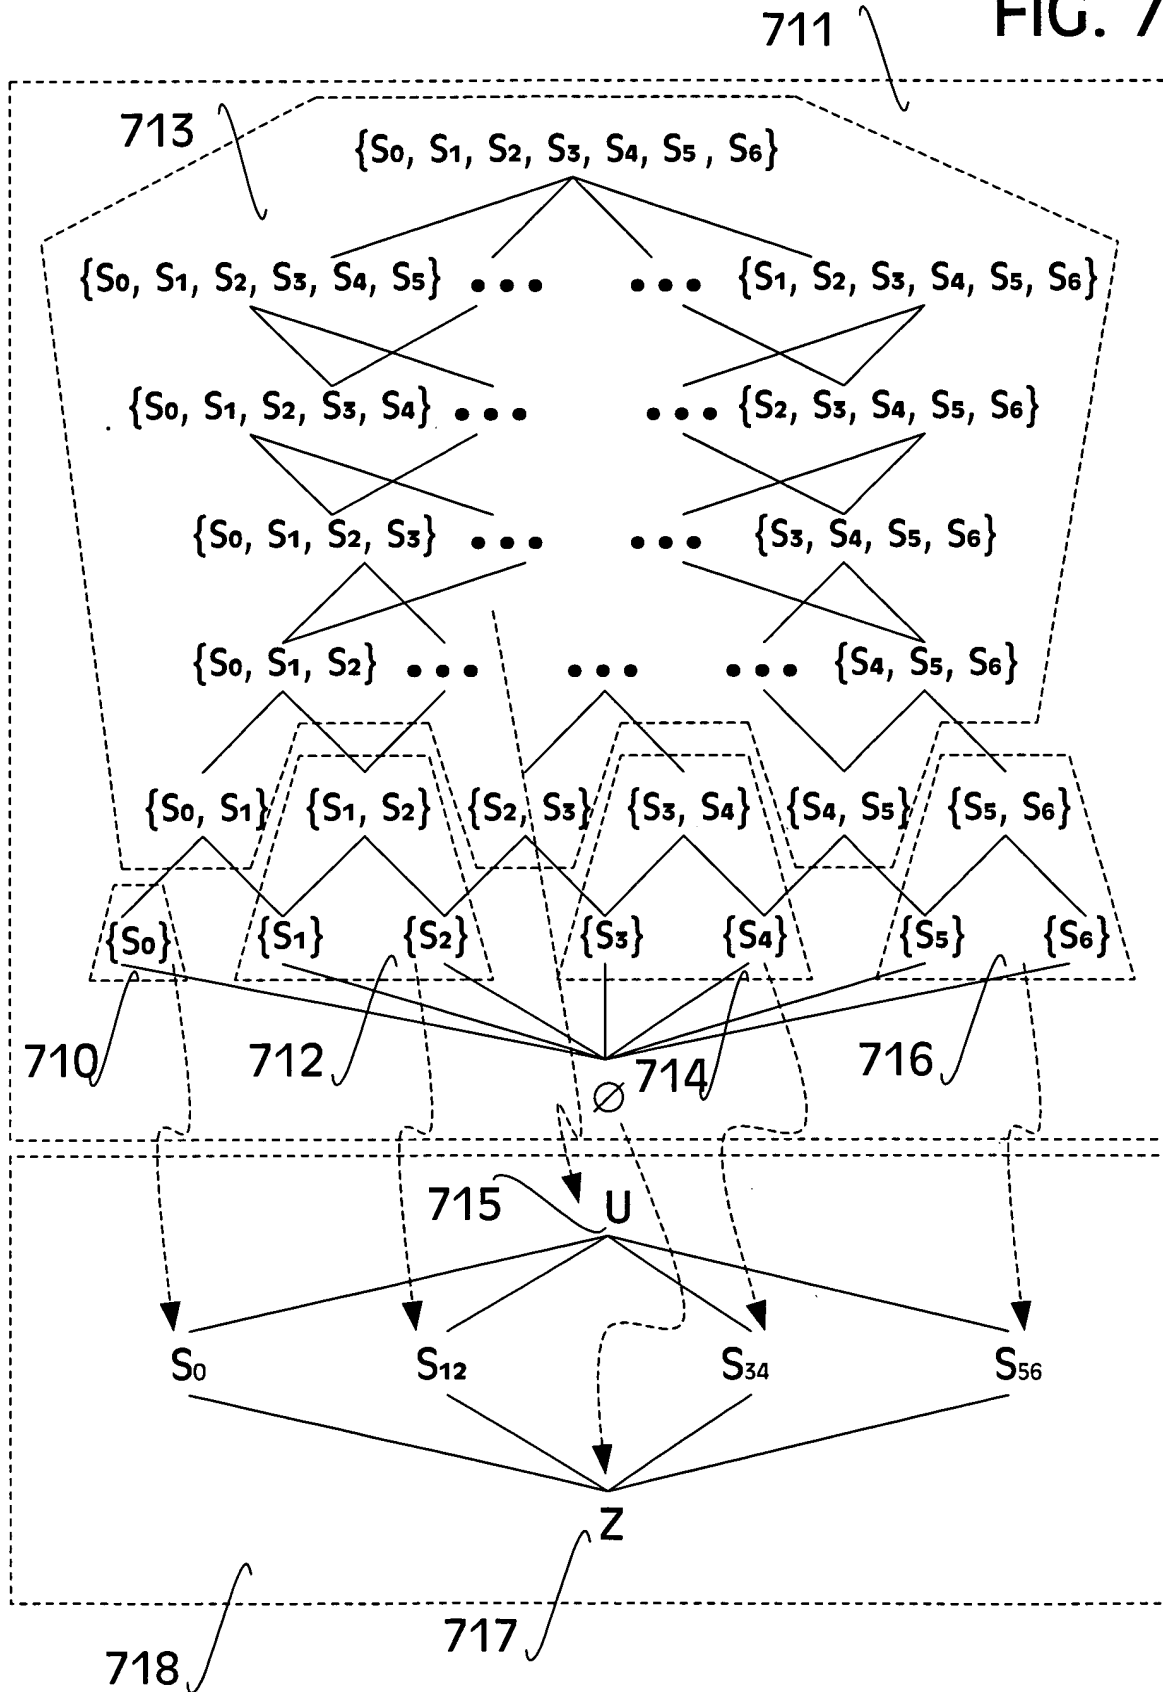 FIG. 7
711
713
{S0, S1, S2, S3, S4, S5, S6}
{S0, S1, S2, S3, S4, S5} ••• ••• {S1, S2, S3, S4, S5, S6}
{S0, S1, S2, S3, S4} ••• ••• {S2, S3, S4, S5, S6}
{S0, S1, S2, S3} ••• ••• {S3, S4, S5, S6}
{S0, S1, S2} ••• ••• ••• {S4, S5, S6}
{S0, S1} {S1, S2} {S2, S3} {S3, S4} {S4, S5} {S5, S6}
{S0} {S1} {S2} {S3} {S4} {S5} {S6}
710 712 714 716
∅
715 U
S0 S12 S34 S56
Z
717
718